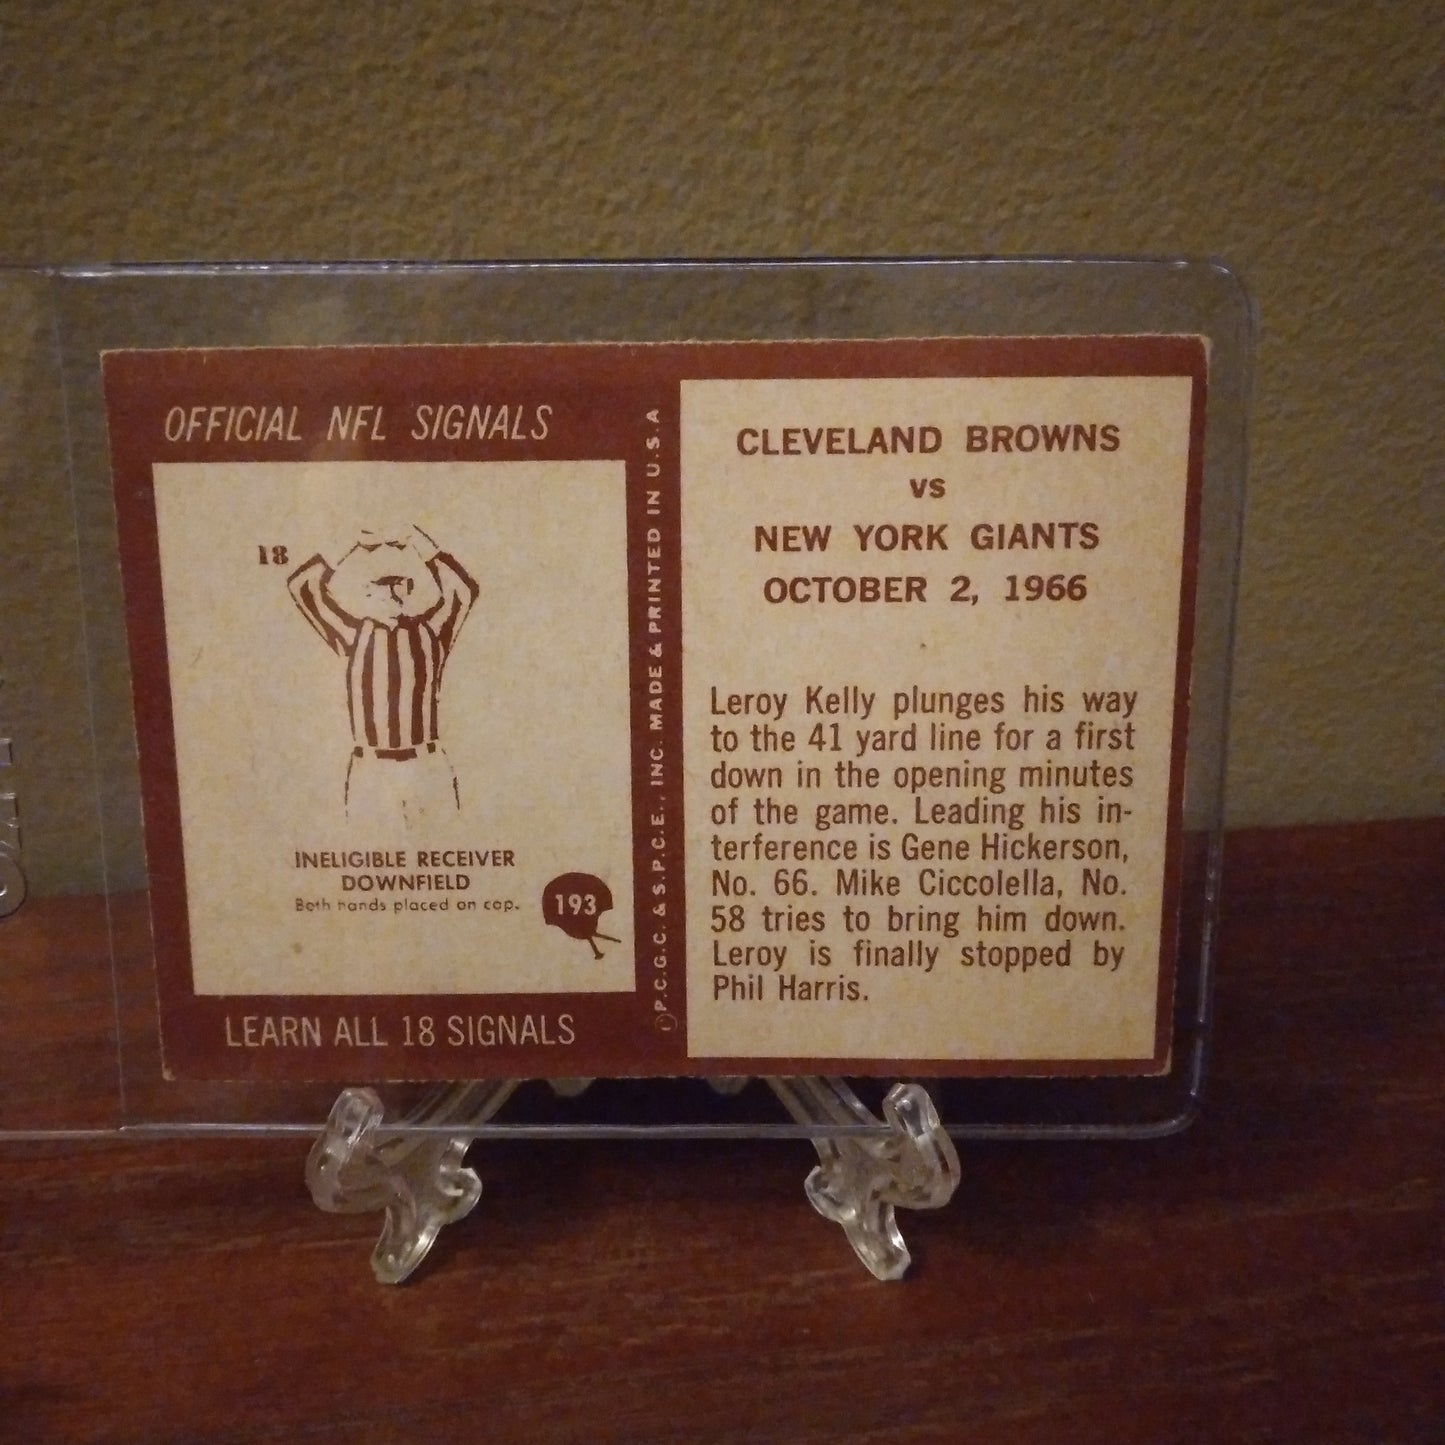 OFFICIAL NFL SIGNALS
18
INELIGIBLE RECEIVER
DOWNFIELD
Both hands placed on cap.
193
LEARN ALL 18 SIGNALS
© P.C.G.C. & S.P.C.E., INC. MADE & PRINTED IN U.S.A
CLEVELAND BROWNS
VS
NEW YORK GIANTS
OCTOBER 2, 1966
Leroy Kelly plunges his way
to the 41 yard line for a first
down in the opening minutes
of the game. Leading his in-
terference is Gene Hickerson,
No. 66. Mike Ciccolella, No.
58 tries to bring him down.
Leroy is finally stopped by
Phil Harris.